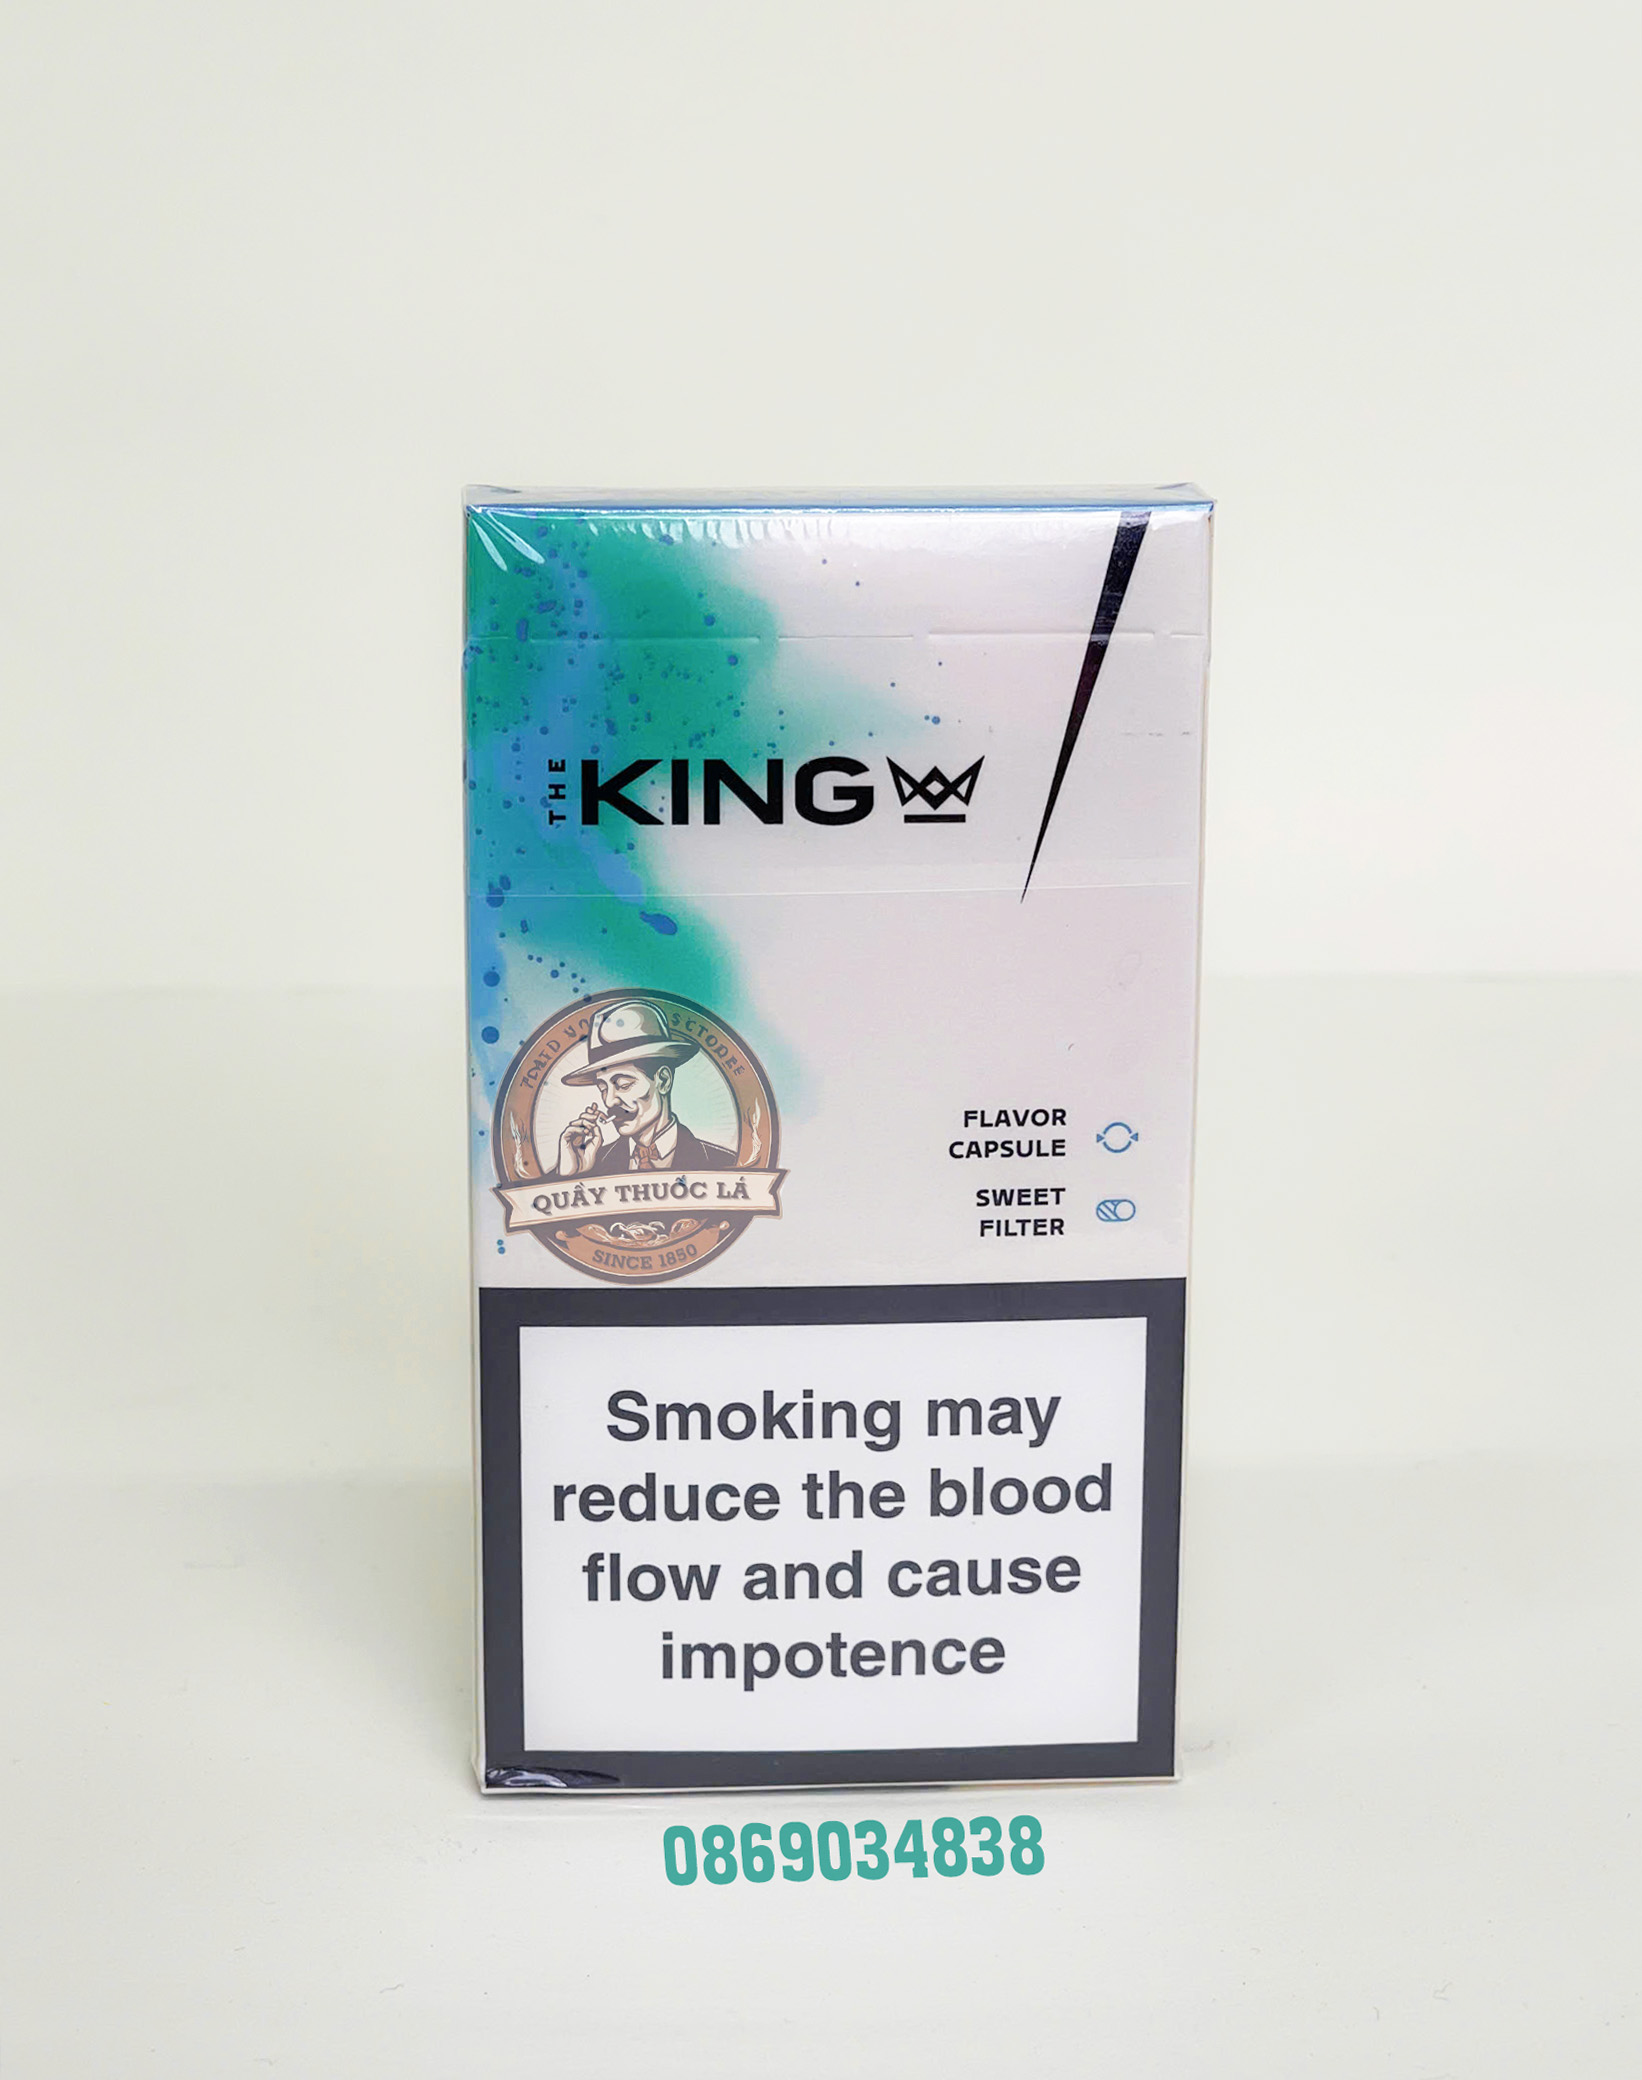 THE KING
FLAVOR
CAPSULE
SWEET
FILTER
QUẦY THUỐC LÁ
SINCE 1850
Smoking may
reduce the blood
flow and cause
impotence
0869034838